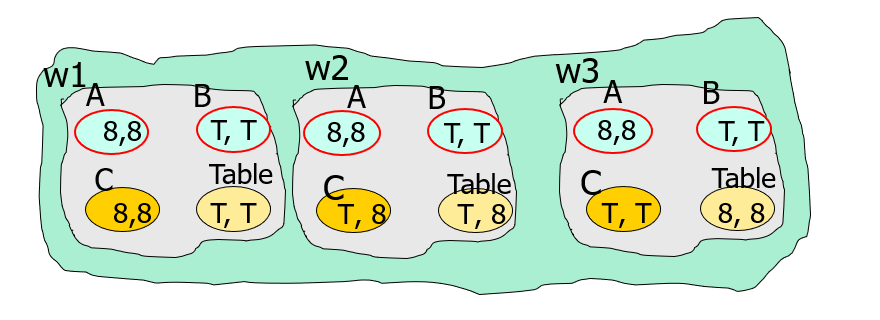 w1 w2 w3
A B A B A B
8,8 T, T 8,8 T, T 8,8 T, T
C Table C Table C Table
8,8 T, T T, 8 T, 8 T, T 8, 8